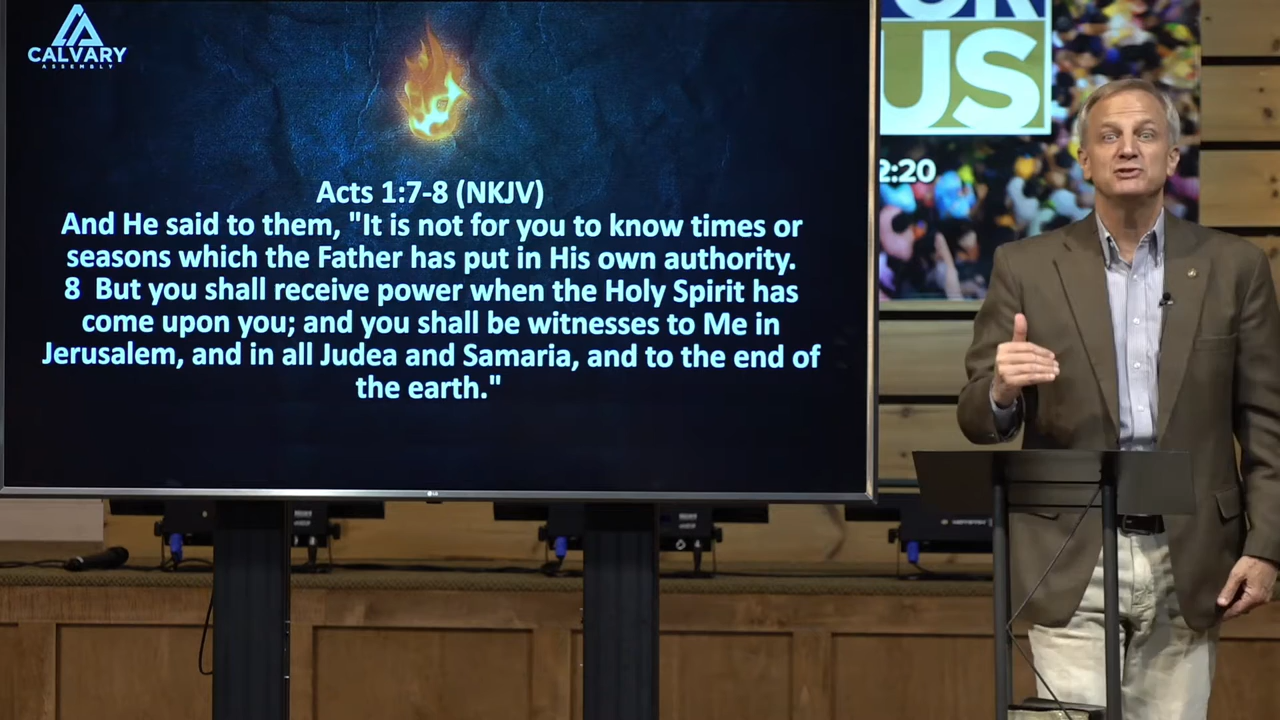 CALVARY
ASSEMBLY
Acts 1:7-8 (NKJV)
And He said to them, "It is not for you to know times or
seasons which the Father has put in His own authority.
8 But you shall receive power when the Holy Spirit has
come upon you; and you shall be witnesses to Me in
Jerusalem, and in all Judea and Samaria, and to the end of
the earth."
US
2:20
LG